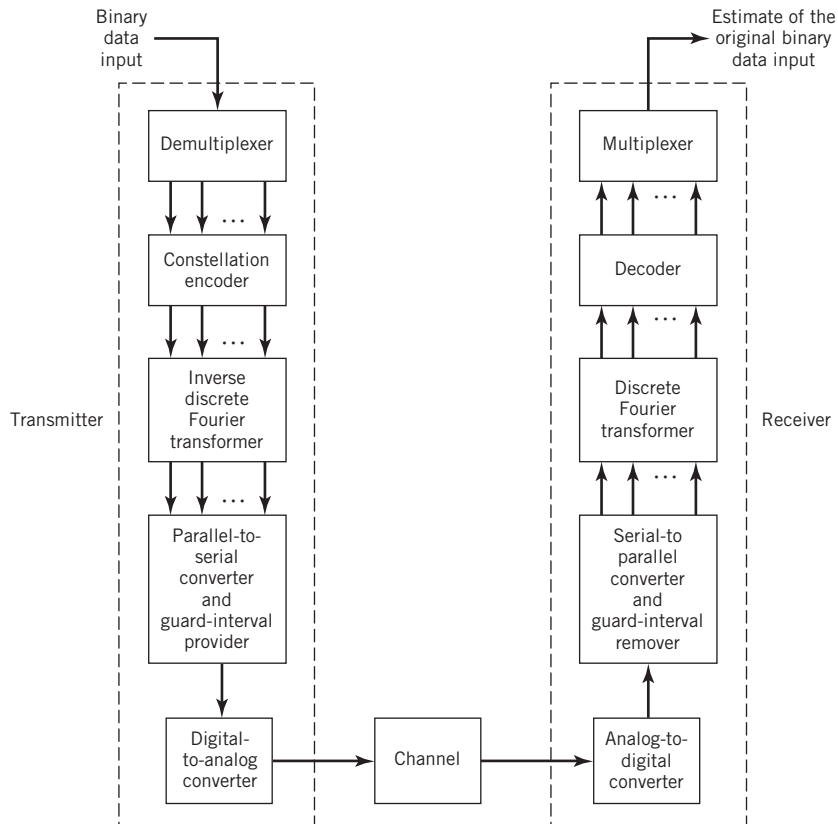 Binary
data
input
Demultiplexer
...
Constellation
encoder
...
Inverse
discrete
Fourier
transformer
...
Parallel-to-
serial
converter
and
guard-interval
provider
Digital-
to-analog
converter
Transmitter
Channel
Estimate of the
original binary
data input
Multiplexer
...
Decoder
...
Discrete
Fourier
transformer
...
Serial-to
parallel
converter
and
guard-interval
remover
Analog-to-
digital
converter
Receiver